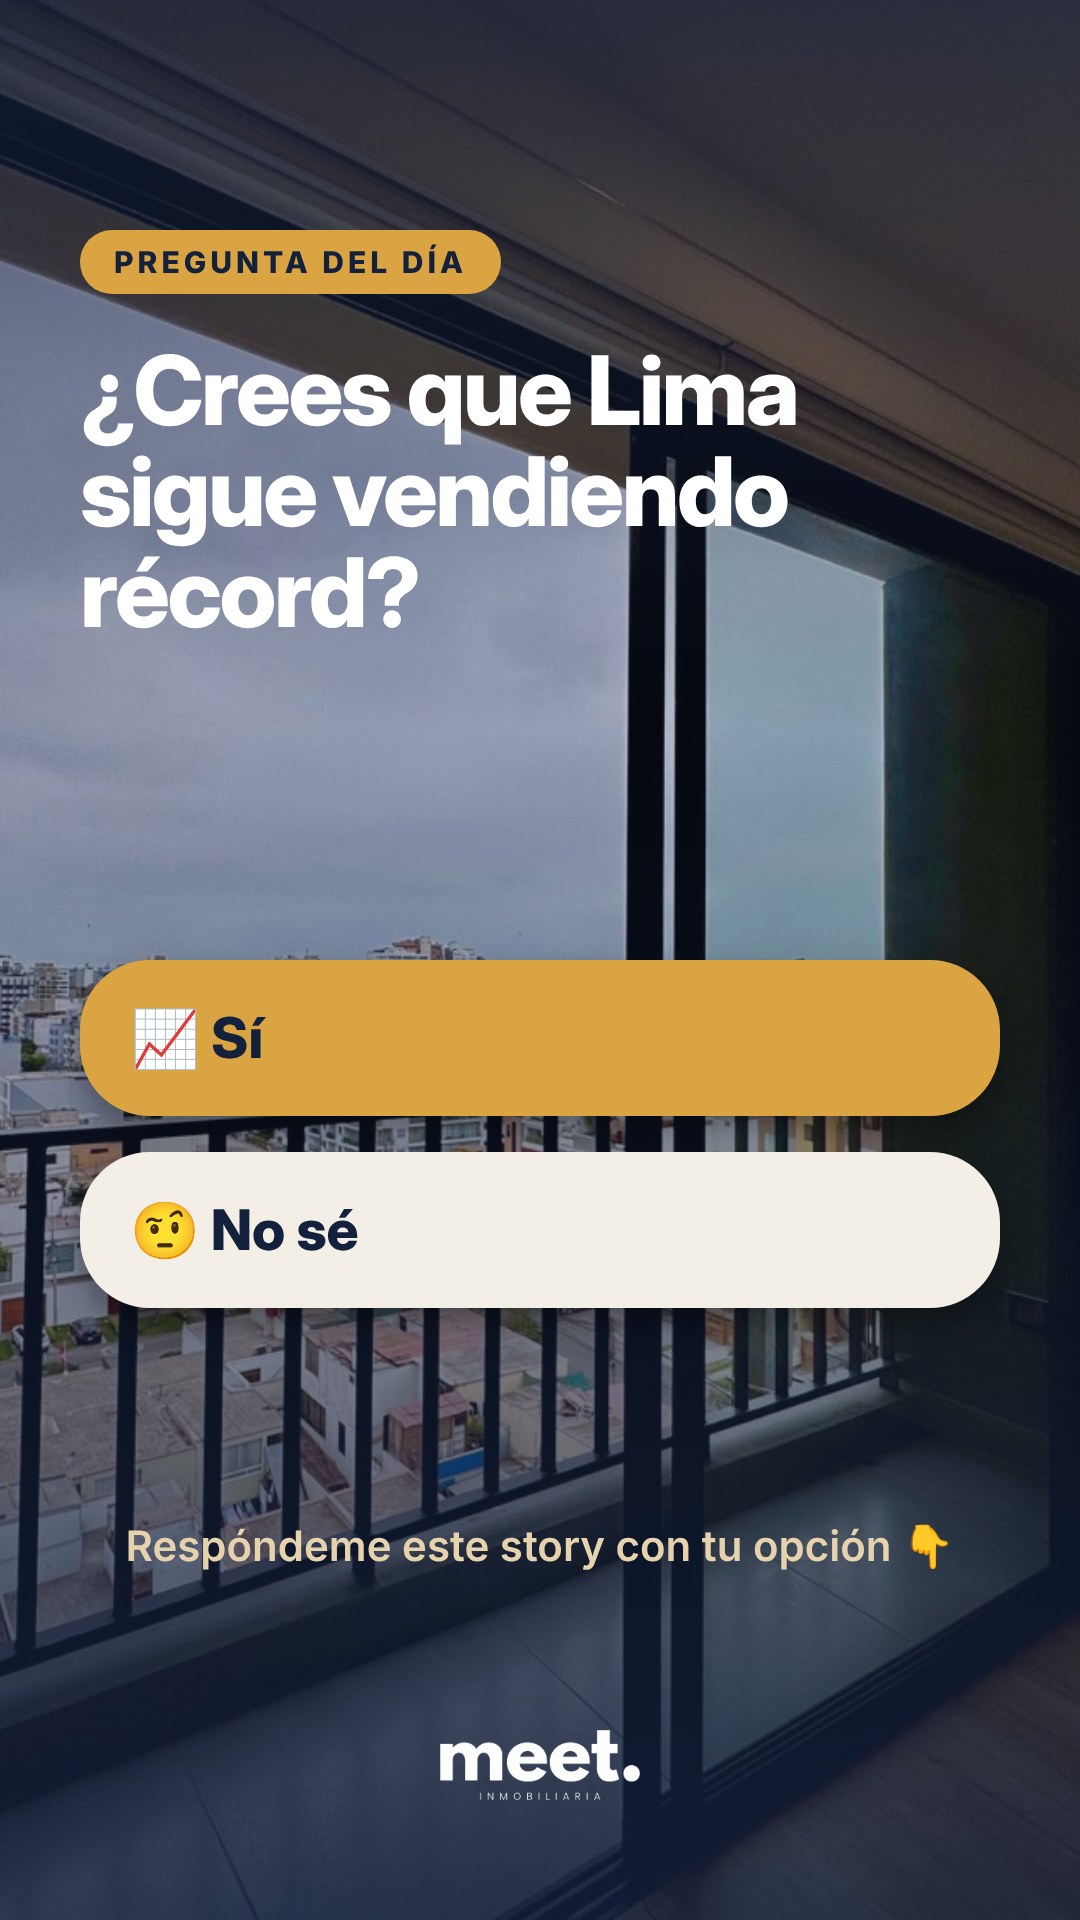 PREGUNTA DEL DÍA
¿Crees que Lima
sigue vendiendo
récord?
📈 Sí
🤨 No sé
Respóndeme este story con tu opción 👇
meet.
INMOBILIARIA